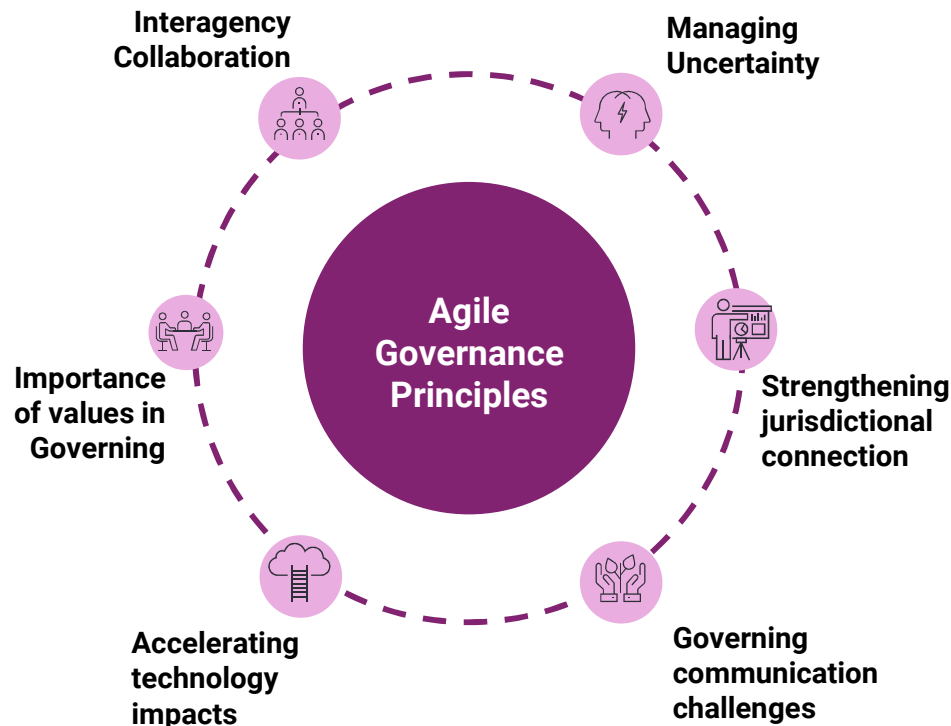 Interagency
Collaboration
Managing
Uncertainty
Agile
Governance
Principles
Importance
of values in
Governing
Strengthening
jurisdictional
connection
Accelerating
technology
impacts
Governing
communication
challenges